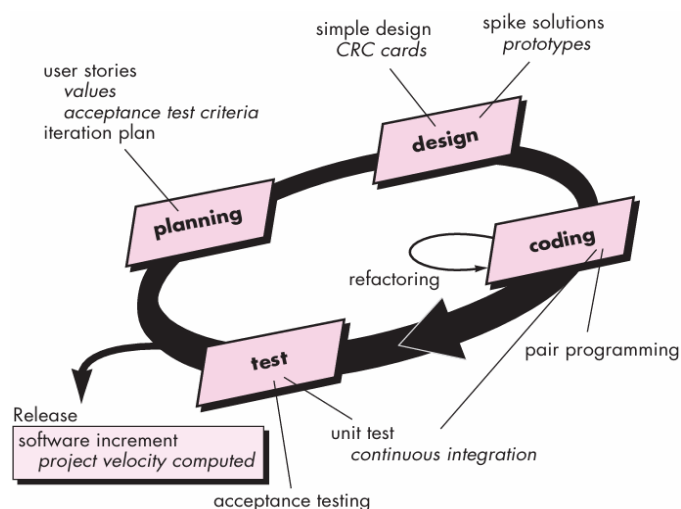 simple design
CRC cards
spike solutions
prototypes
user stories
values
acceptance test criteria
iteration plan
design
planning
coding
refactoring
test
pair programming
Release
software increment
project velocity computed
unit test
continuous integration
acceptance testing